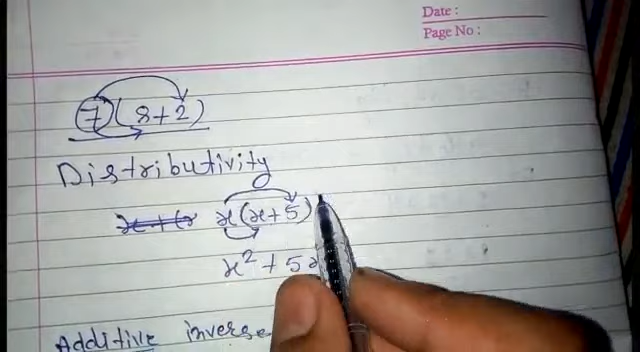 Date :
Page No :
7 ( 8 + 2 )
Distributivity
x ( x + 5 )
x² + 5x
Additive inverse